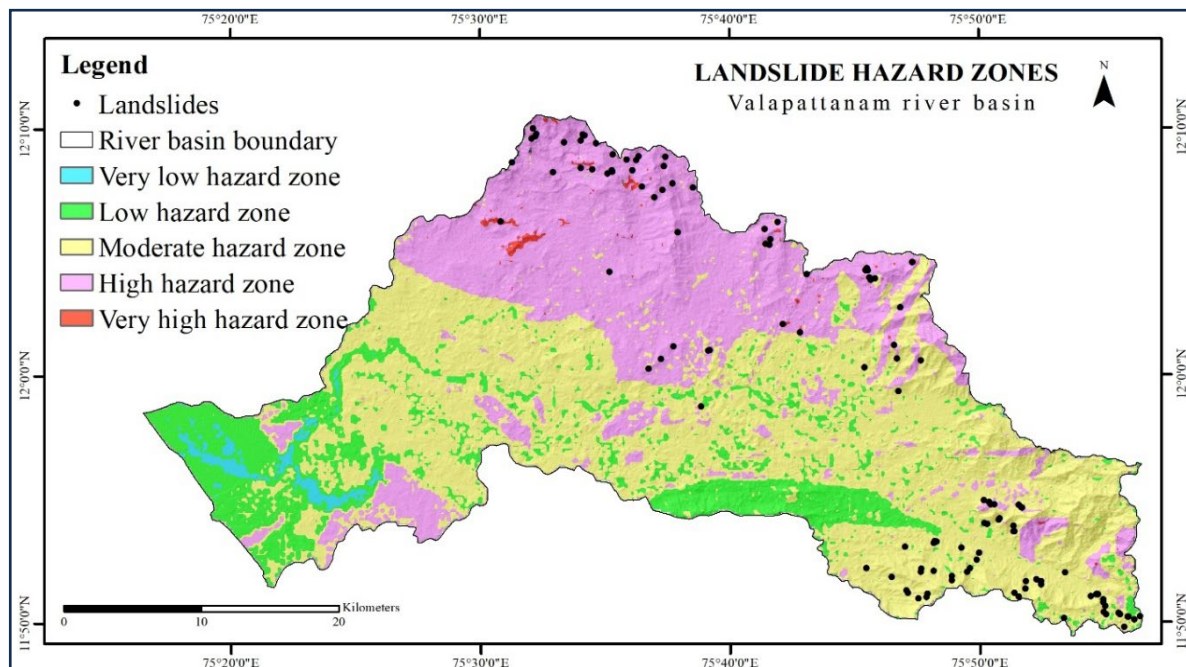 75°20'0"E 75°30'0"E 75°40'0"E 75°50'0"E
Legend
Landslides
River basin boundary
Very low hazard zone
Low hazard zone
Moderate hazard zone
High hazard zone
Very high hazard zone
LANDSLIDE HAZARD ZONES
Valapattanam river basin
N
12°10'0"N 12°10'0"N
12°0'0"N 12°0'0"N
11°50'0"N 11°50'0"N
Kilometers
0 10 20
75°20'0"E 75°30'0"E 75°40'0"E 75°50'0"E